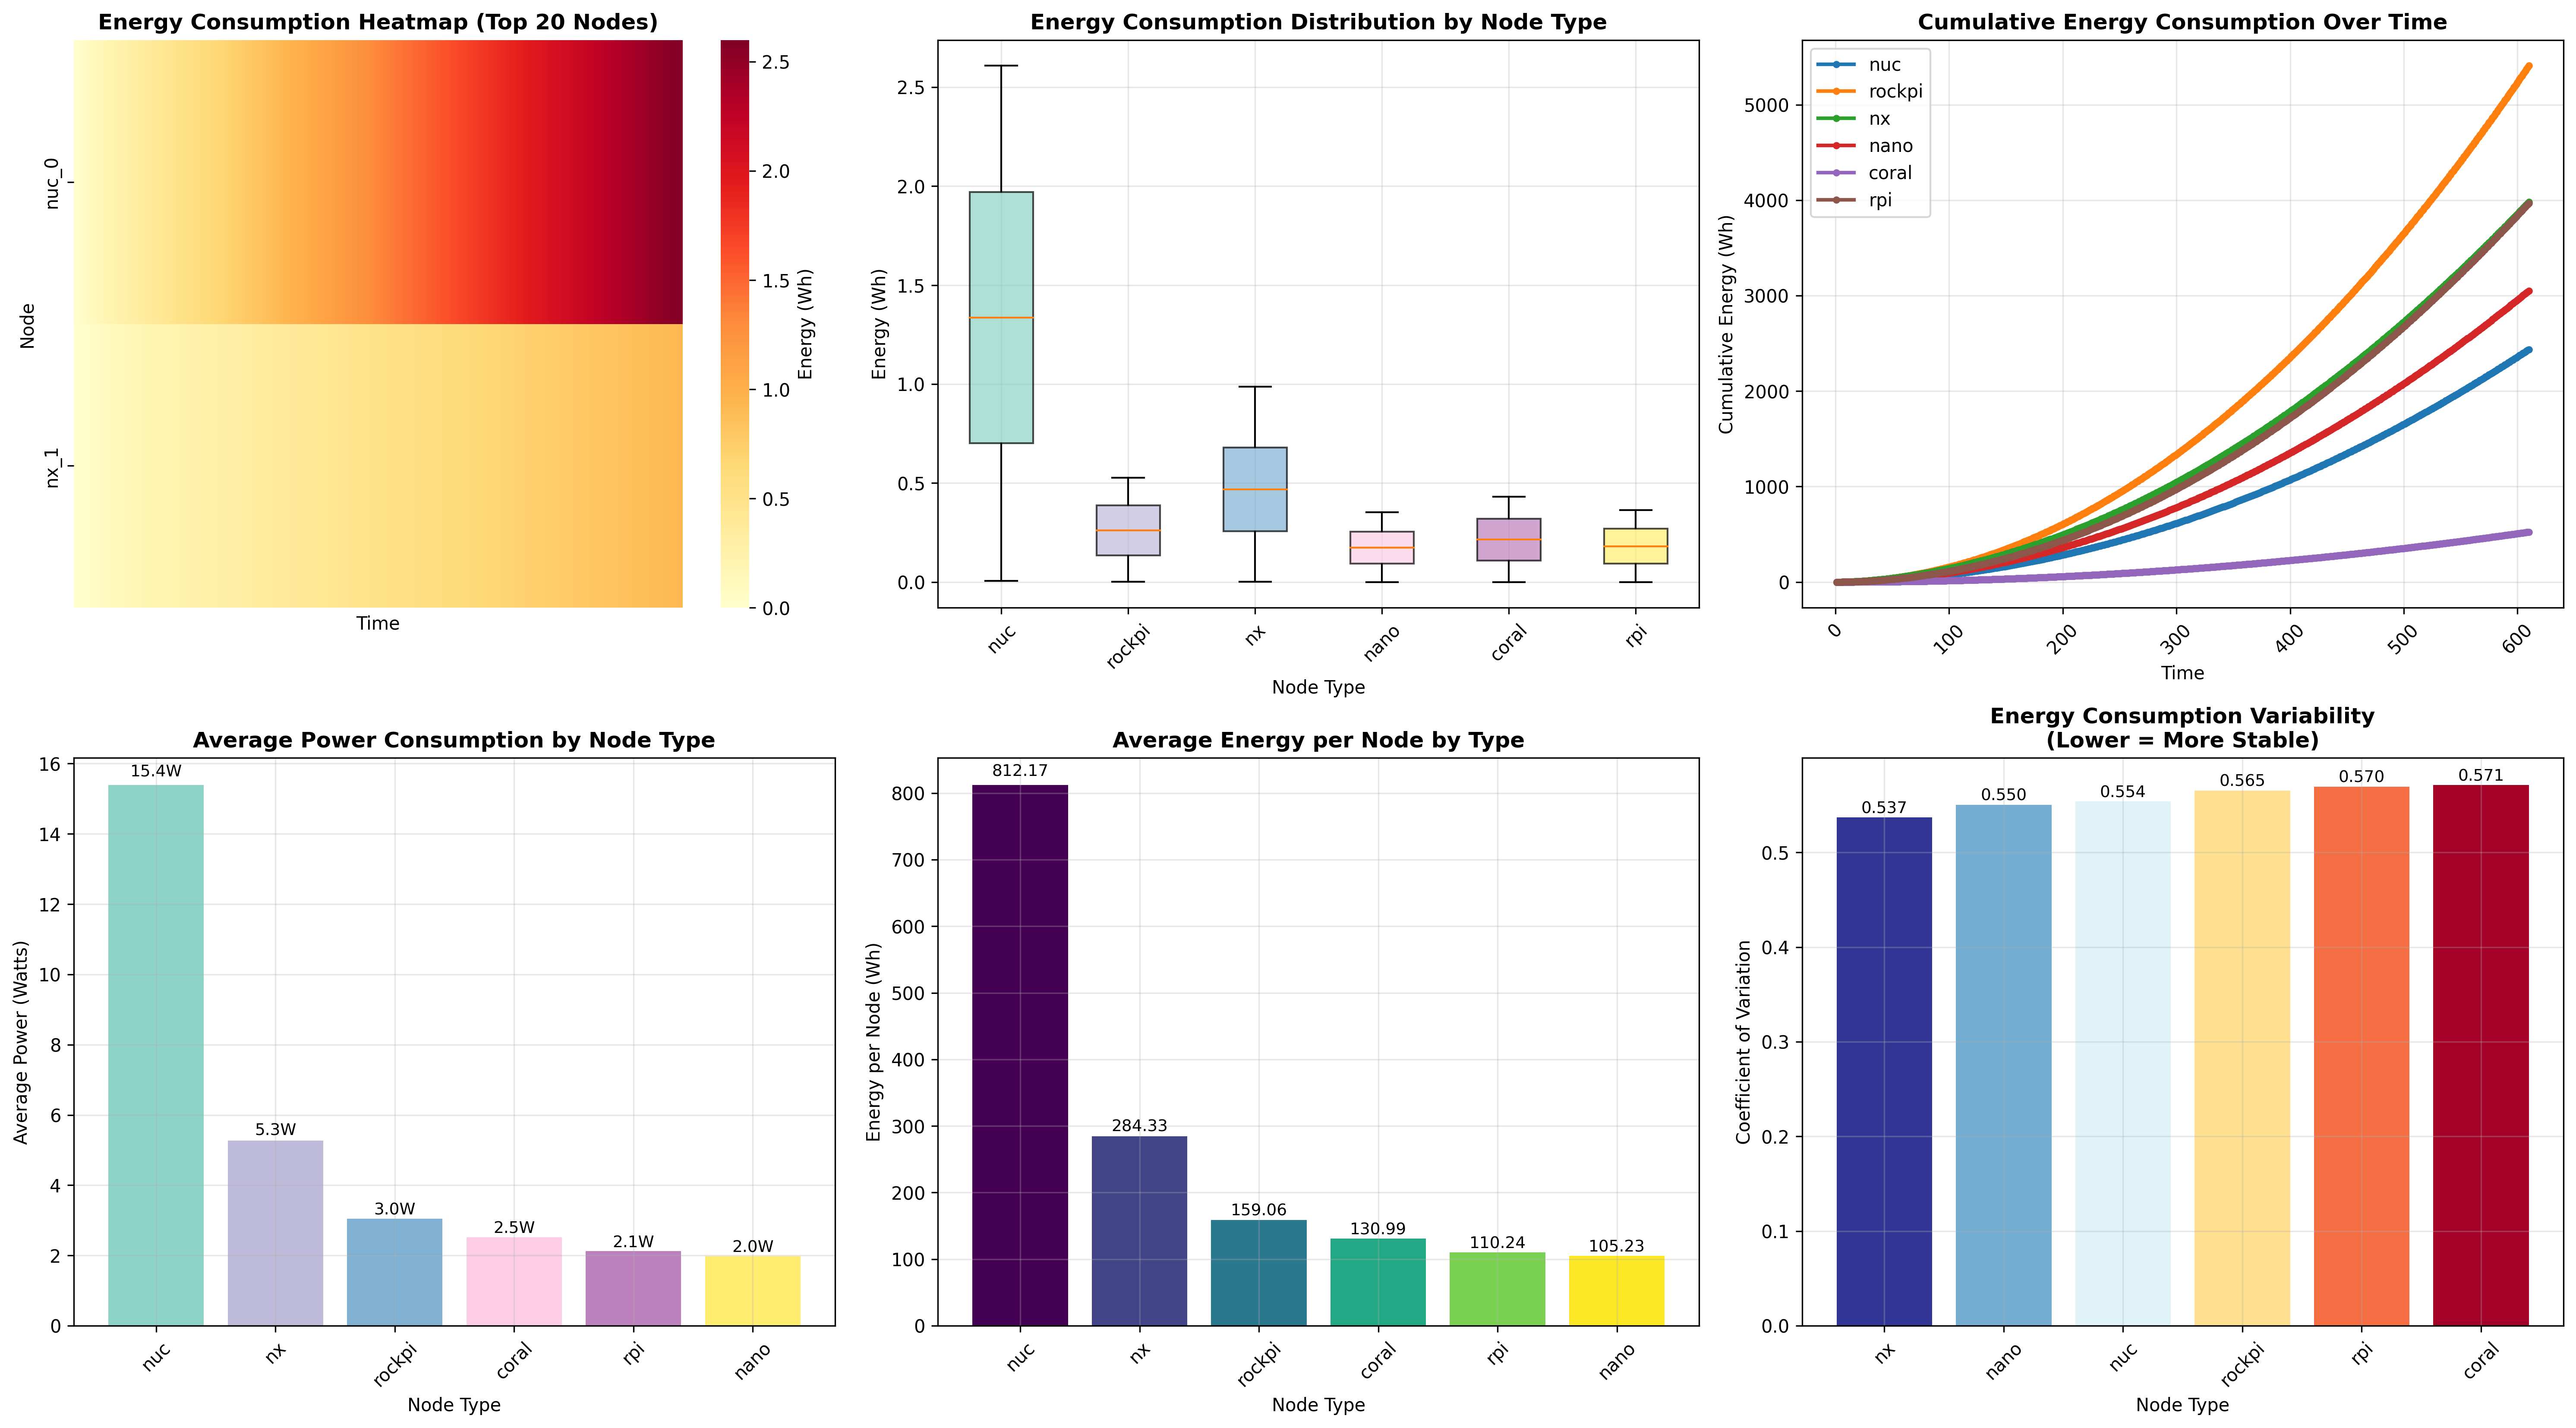 Energy Consumption Heatmap (Top 20 Nodes)
nuc_0
nx_1
Node
Time
2.5
2.0
1.5
1.0
0.5
0.0
Energy (Wh)
Energy Consumption Distribution by Node Type
2.5
2.0
1.5
1.0
0.5
0.0
Energy (Wh)
nuc
rockpi
nx
nano
coral
rpi
Node Type
Cumulative Energy Consumption Over Time
nuc
rockpi
nx
nano
coral
rpi
5000
4000
3000
2000
1000
0
Cumulative Energy (Wh)
0
100
200
300
400
500
600
Time
Average Power Consumption by Node Type
16
14
12
10
8
6
4
2
0
Average Power (Watts)
15.4W
5.3W
3.0W
2.5W
2.1W
2.0W
nuc
nx
rockpi
coral
rpi
nano
Node Type
Average Energy per Node by Type
800
700
600
500
400
300
200
100
0
Energy per Node (Wh)
812.17
284.33
159.06
130.99
110.24
105.23
nuc
nx
rockpi
coral
rpi
nano
Node Type
Energy Consumption Variability
(Lower = More Stable)
0.5
0.4
0.3
0.2
0.1
0.0
Coefficient of Variation
0.537
0.550
0.554
0.565
0.570
0.571
nx
nano
nuc
rockpi
rpi
coral
Node Type